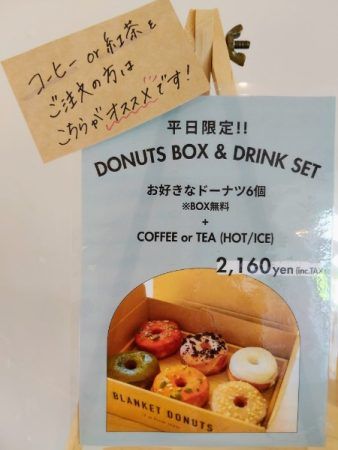 コーヒー or 紅茶を
ご注文の方は
こちらがオススメです!
平日限定!!
DONUTS BOX & DRINK SET
お好きなドーナツ6個
※BOX無料
+
COFFEE or TEA (HOT/ICE)
2,160yen (inc.TAX
BLANKET DONUTS